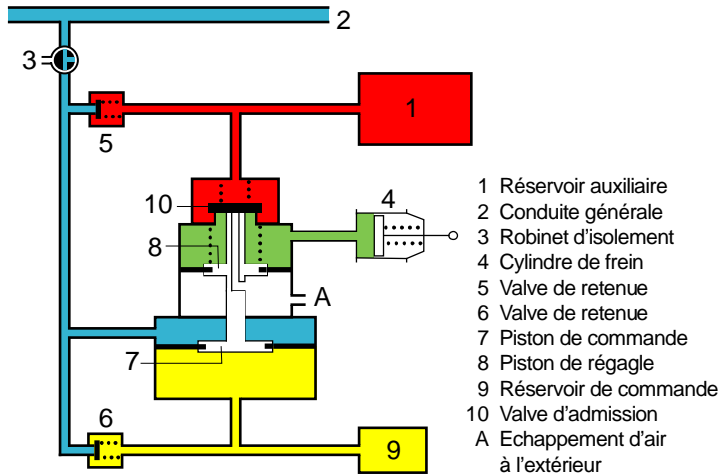 2
3
1
5
10
4
8
A
7
6
9
1 Réservoir auxiliaire
2 Conduite générale
3 Robinet d'isolement
4 Cylindre de frein
5 Valve de retenue
6 Valve de retenue
7 Piston de commande
8 Piston de régagle
9 Réservoir de commande
10 Valve d'admission
A Echappement d'air
à l'extérieur